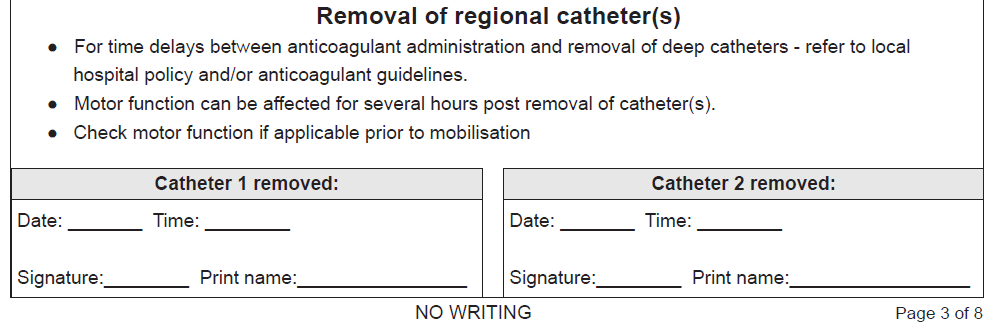 Removal of regional catheter(s)
● For time delays between anticoagulant administration and removal of deep catheters - refer to local
hospital policy and/or anticoagulant guidelines.
● Motor function can be affected for several hours post removal of catheter(s).
● Check motor function if applicable prior to mobilisation
Catheter 1 removed:
Date: _______ Time: ________
Signature:________ Print name:___________________
Catheter 2 removed:
Date: _______ Time: ________
Signature:________ Print name:_________________
NO WRITING
Page 3 of 8